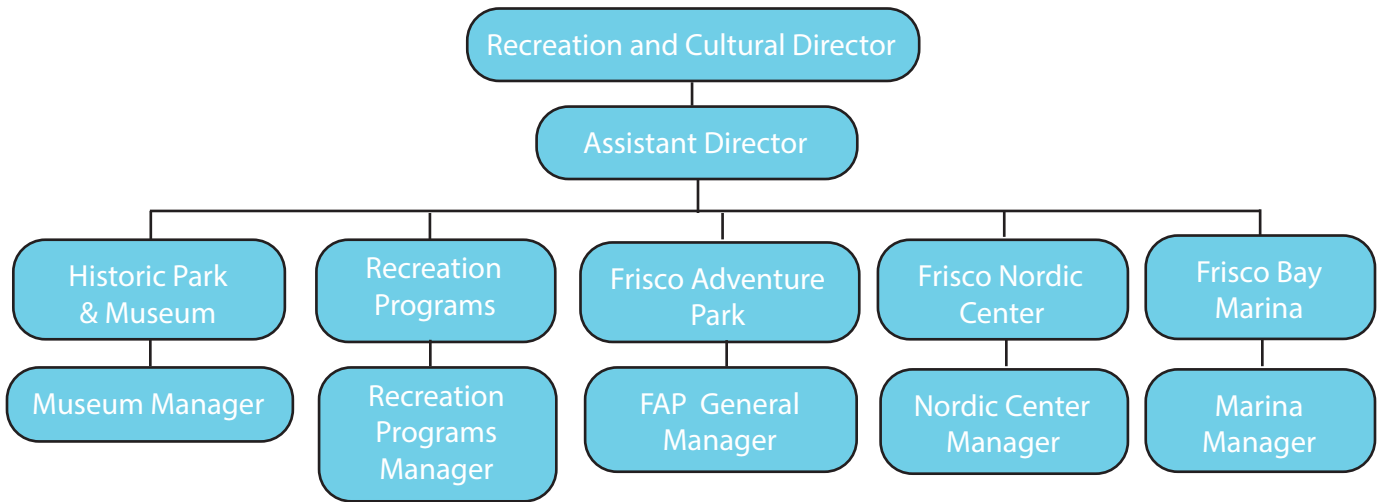 Recreation and Cultural Director
Assistant Director
Historic Park
& Museum
Recreation
Programs
Frisco Adventure
Park
Frisco Nordic
Center
Frisco Bay
Marina
Museum Manager
Recreation
Programs
Manager
FAP General
Manager
Nordic Center
Manager
Marina
Manager